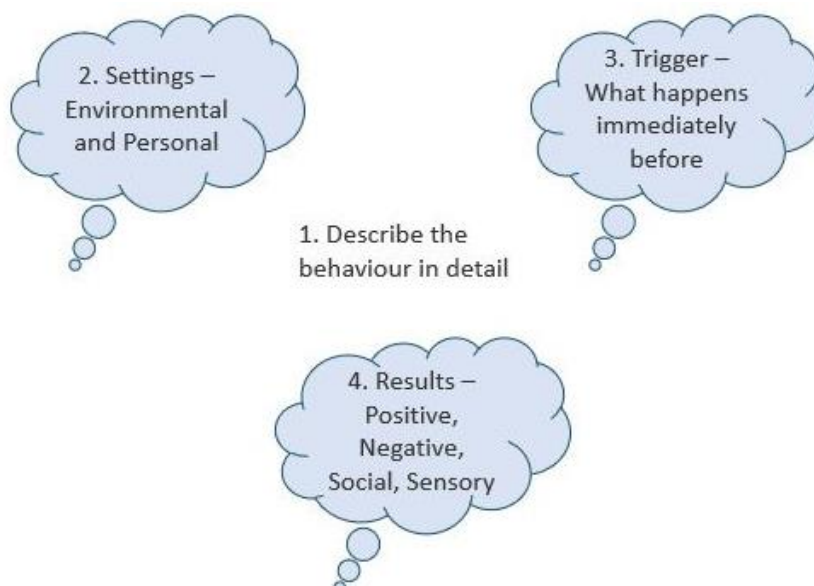 2. Settings –
Environmental
and Personal
3. Trigger –
What happens
immediately
before
1. Describe the
behaviour in detail
4. Results –
Positive,
Negative,
Social, Sensory